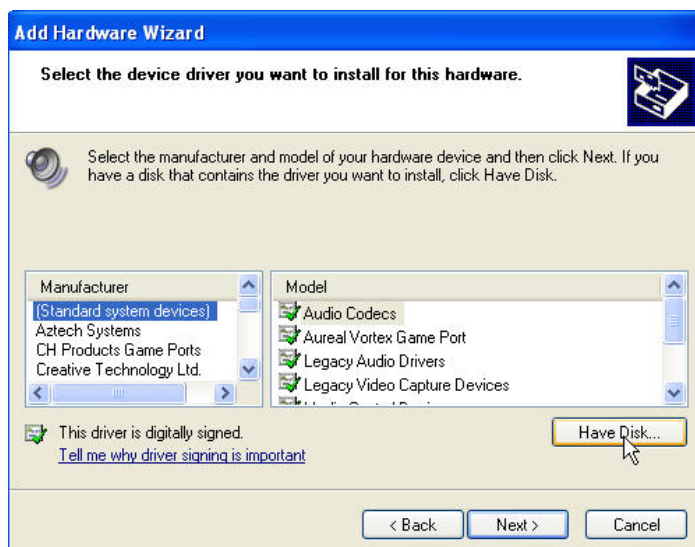 Add Hardware Wizard
Select the device driver you want to install for this hardware.
Select the manufacturer and model of your hardware device and then click Next. If you
have a disk that contains the driver you want to install, click Have Disk.
Manufacturer
(Standard system devices)
Aztech Systems
CH Products Game Ports
Creative Technology Ltd.
Model
Audio Codecs
Aureal Vortex Game Port
Legacy Audio Drivers
Legacy Video Capture Devices
This driver is digitally signed.
Tell me why driver signing is important
Have Disk...
< Back
Next >
Cancel